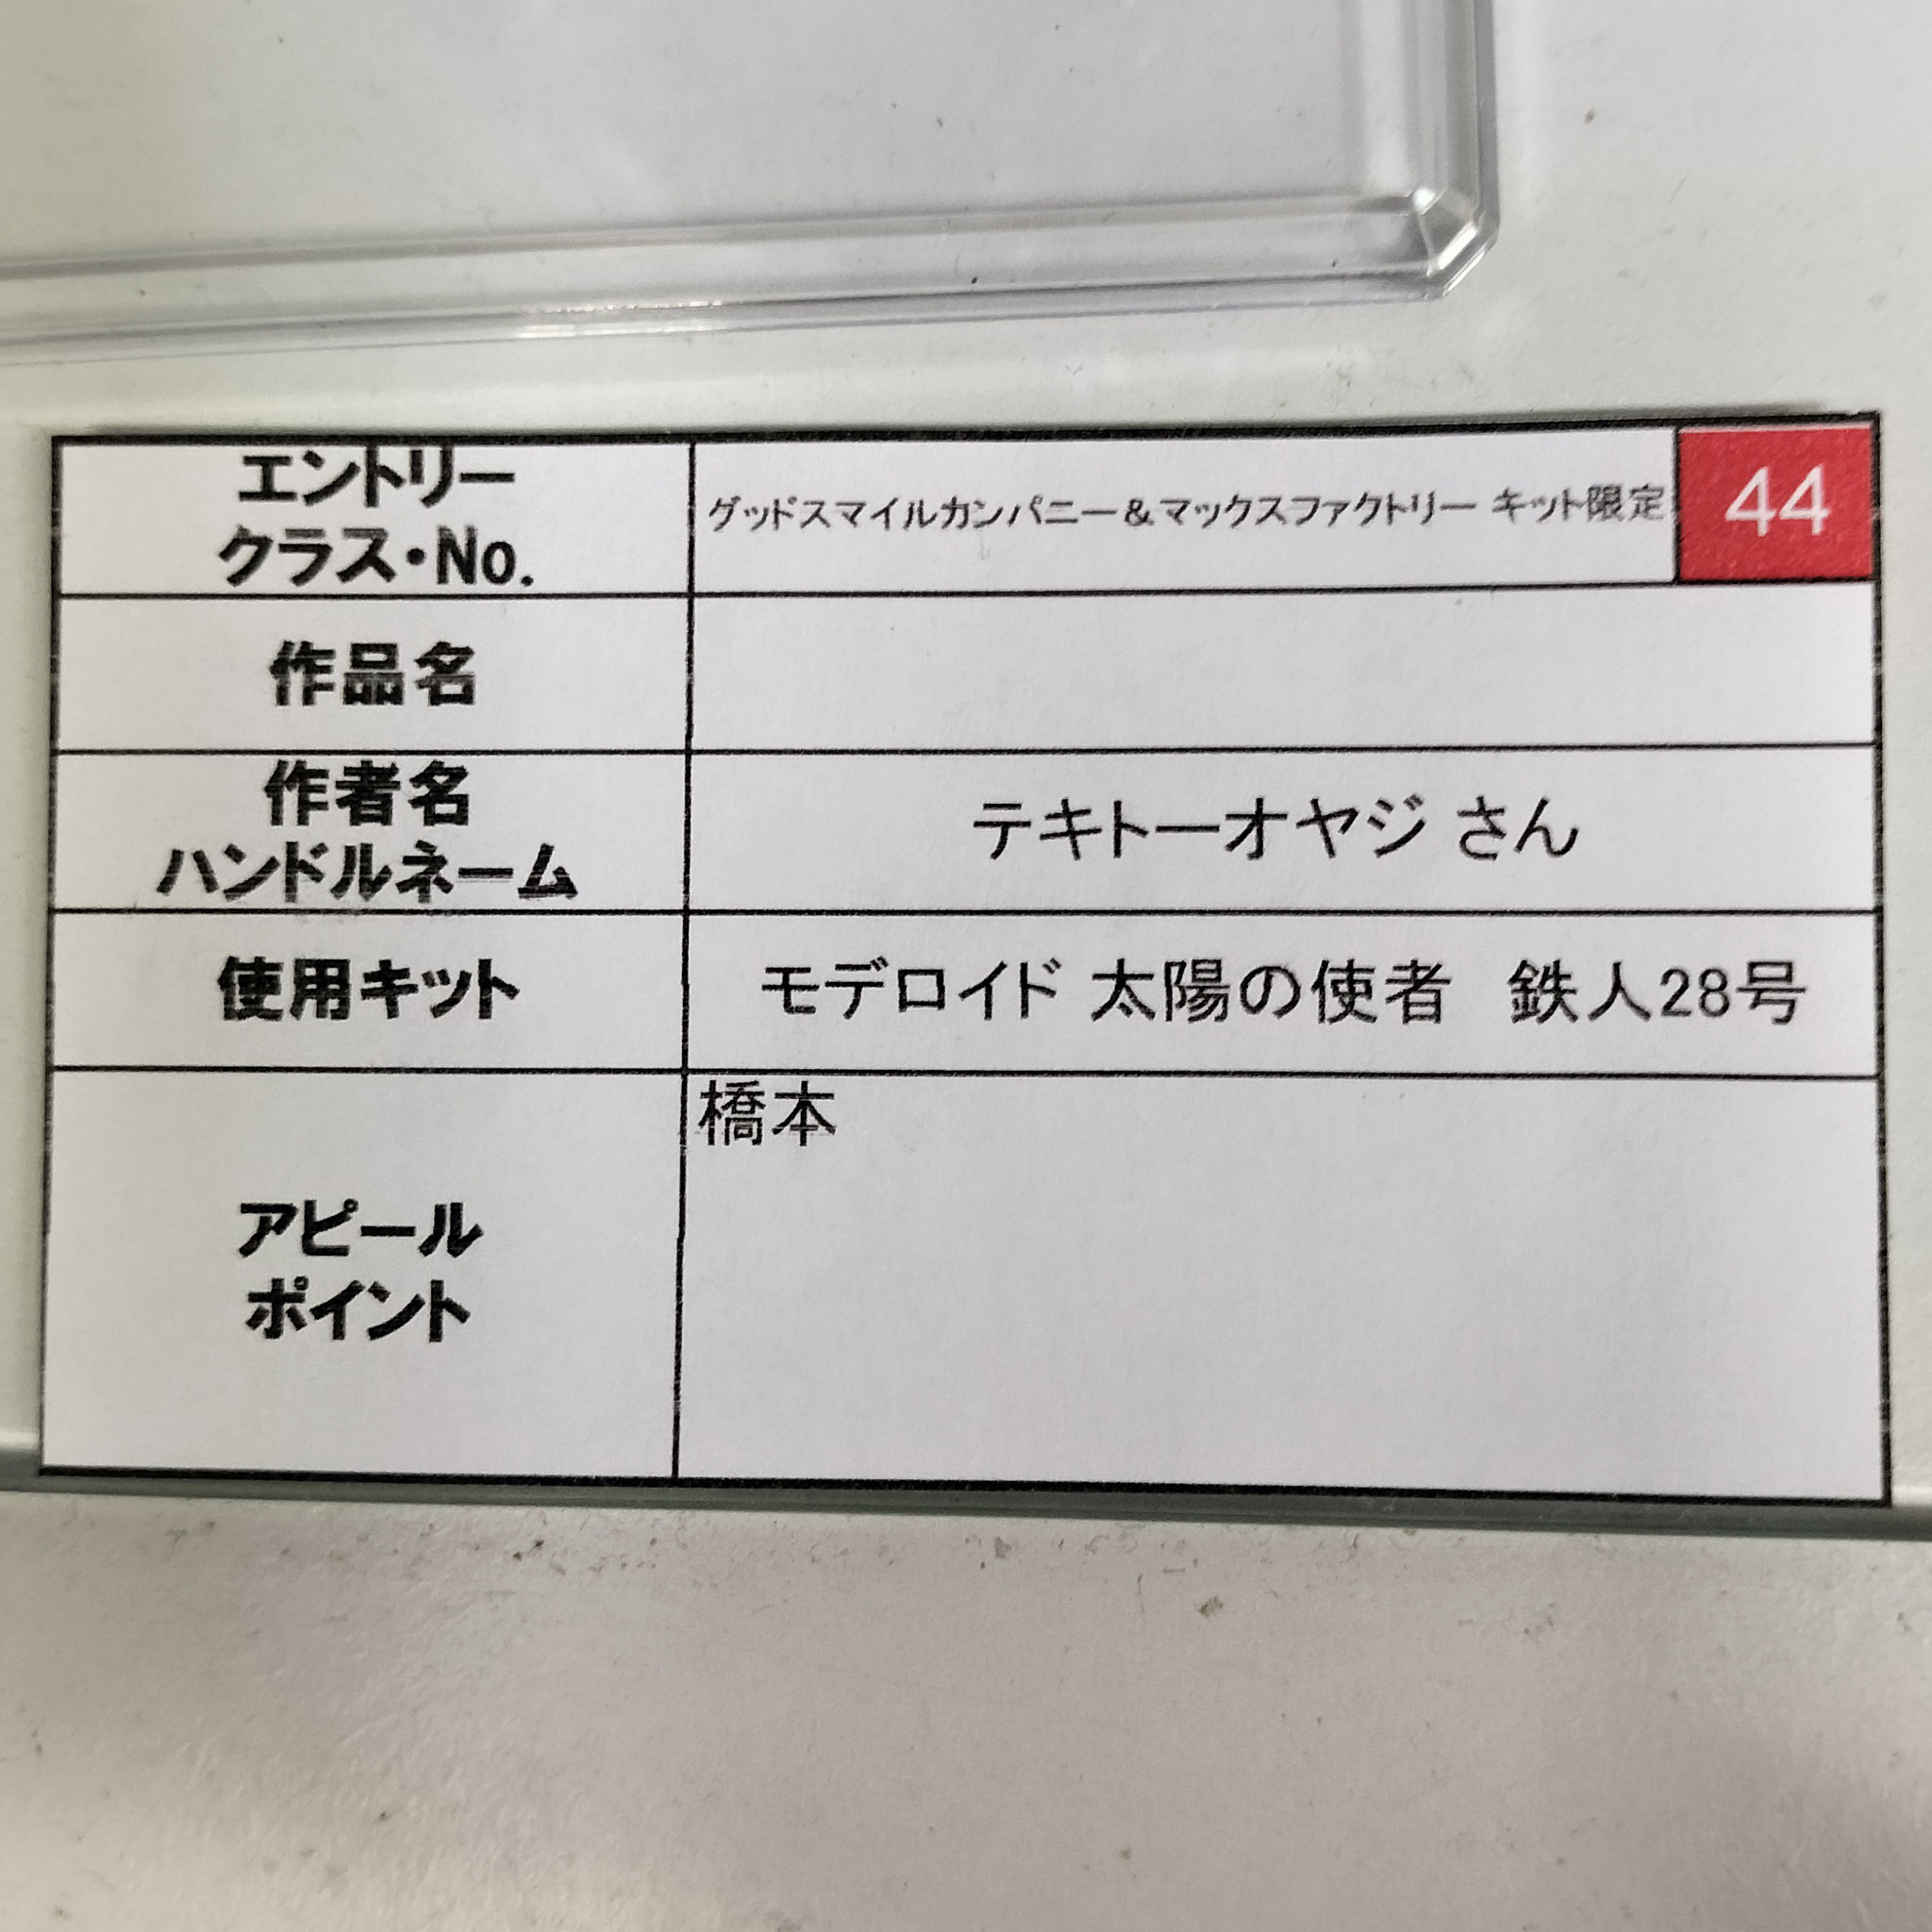 エントリー
クラス・No.
グッドスマイルカンパニー＆マックスファクトリー キット限定
44
作品名
作者名
ハンドルネーム
テキトーオヤジ さん
使用キット
モデロイド 太陽の使者　鉄人28号
アピール
ポイント
橋本